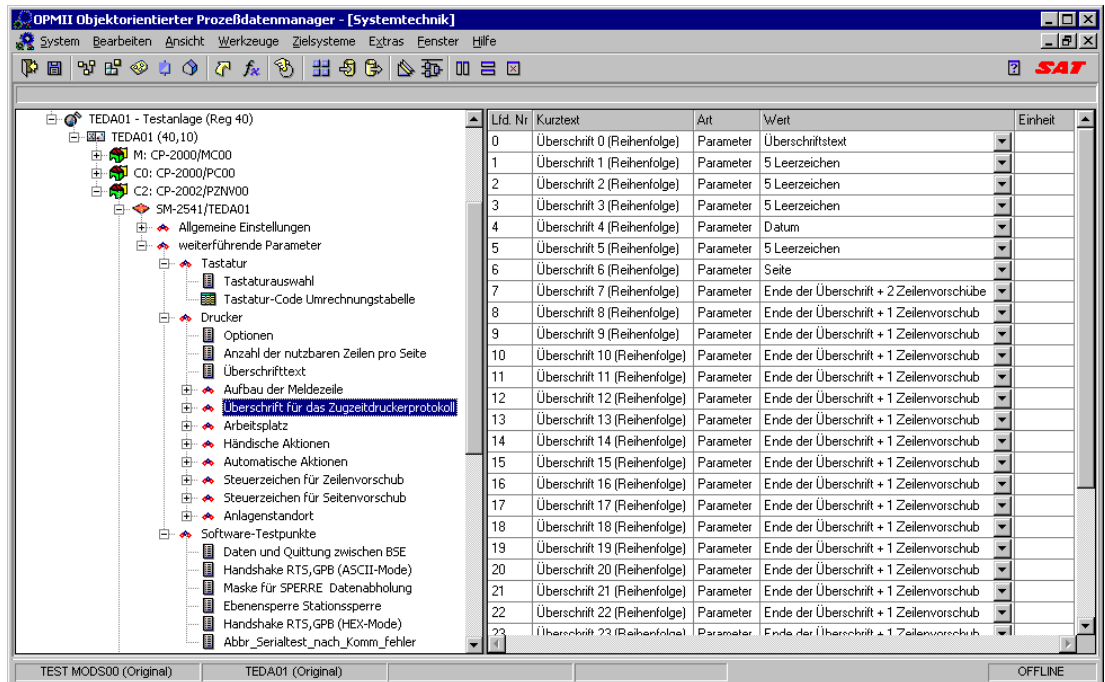 OPMII Objektorientierter Prozeßdatenmanager - [Systemtechnik]
System Bearbeiten Ansicht Werkzeuge Zielsysteme Extras Fenster Hilfe
SAT
TEDA01 - Testanlage (Reg 40)
TEDA01 (40,10)
M: CP-2000/MC00
C0: CP-2000/PC00
C2: CP-2002/PZNV00
SM-2541/TEDA01
Allgemeine Einstellungen
weiterführende Parameter
Tastatur
Tastaturauswahl
Tastatur-Code Umrechnungstabelle
Drucker
Optionen
Anzahl der nutzbaren Zeilen pro Seite
Überschrifttext
Aufbau der Meldezeile
Überschrift für das Zugzeitdruckerprotokoll
Arbeitsplatz
Händische Aktionen
Automatische Aktionen
Steuerzeichen für Zeilenvorschub
Steuerzeichen für Seitenvorschub
Anlagenstandort
Software-Testpunkte
Daten und Quittung zwischen BSE
Handshake RTS,GPB (ASCII-Mode)
Maske für SPERRE Datenabholung
Ebenensperre Stationssperre
Handshake RTS,GPB (HEX-Mode)
Abbr_Serialtest_nach_Komm_fehler
Lfd. Nr Kurztext Art Wert Einheit
0 Überschrift 0 (Reihenfolge) Parameter Überschriftstext
1 Überschrift 1 (Reihenfolge) Parameter 5 Leerzeichen
2 Überschrift 2 (Reihenfolge) Parameter 5 Leerzeichen
3 Überschrift 3 (Reihenfolge) Parameter 5 Leerzeichen
4 Überschrift 4 (Reihenfolge) Parameter Datum
5 Überschrift 5 (Reihenfolge) Parameter 5 Leerzeichen
6 Überschrift 6 (Reihenfolge) Parameter Seite
7 Überschrift 7 (Reihenfolge) Parameter Ende der Überschrift + 2 Zeilenvorschübe
8 Überschrift 8 (Reihenfolge) Parameter Ende der Überschrift + 1 Zeilenvorschub
9 Überschrift 9 (Reihenfolge) Parameter Ende der Überschrift + 1 Zeilenvorschub
10 Überschrift 10 (Reihenfolge) Parameter Ende der Überschrift + 1 Zeilenvorschub
11 Überschrift 11 (Reihenfolge) Parameter Ende der Überschrift + 1 Zeilenvorschub
12 Überschrift 12 (Reihenfolge) Parameter Ende der Überschrift + 1 Zeilenvorschub
13 Überschrift 13 (Reihenfolge) Parameter Ende der Überschrift + 1 Zeilenvorschub
14 Überschrift 14 (Reihenfolge) Parameter Ende der Überschrift + 1 Zeilenvorschub
15 Überschrift 15 (Reihenfolge) Parameter Ende der Überschrift + 1 Zeilenvorschub
16 Überschrift 16 (Reihenfolge) Parameter Ende der Überschrift + 1 Zeilenvorschub
17 Überschrift 17 (Reihenfolge) Parameter Ende der Überschrift + 1 Zeilenvorschub
18 Überschrift 18 (Reihenfolge) Parameter Ende der Überschrift + 1 Zeilenvorschub
19 Überschrift 19 (Reihenfolge) Parameter Ende der Überschrift + 1 Zeilenvorschub
20 Überschrift 20 (Reihenfolge) Parameter Ende der Überschrift + 1 Zeilenvorschub
21 Überschrift 21 (Reihenfolge) Parameter Ende der Überschrift + 1 Zeilenvorschub
22 Überschrift 22 (Reihenfolge) Parameter Ende der Überschrift + 1 Zeilenvorschub
23 Überschrift 23 (Reihenfolge) Parameter Ende der Überschrift + 1 Zeilenvorschub
TEST MODS00 (Original) TEDA01 (Original) OFFLINE